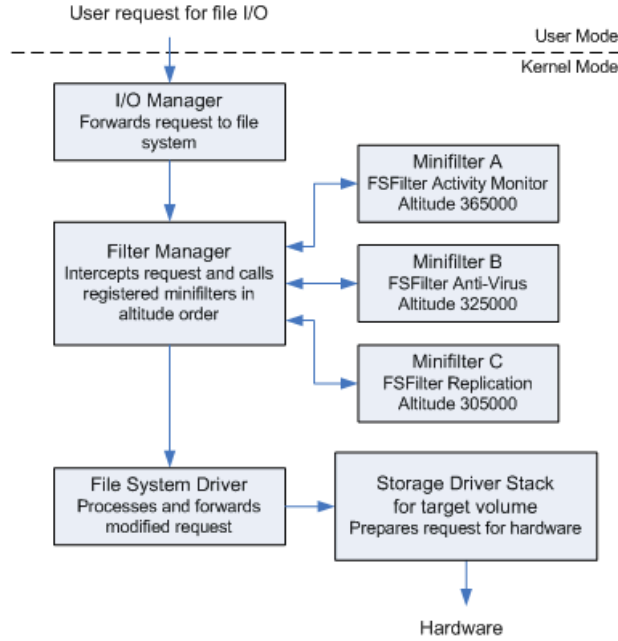 User request for file I/O
User Mode
Kernel Mode
I/O Manager
Forwards request to file
system
Minifilter A
FSFilter Activity Monitor
Altitude 365000
Filter Manager
Intercepts request and calls
registered minifilters in
altitude order
Minifilter B
FSFilter Anti-Virus
Altitude 325000
Minifilter C
FSFilter Replication
Altitude 305000
File System Driver
Processes and forwards
modified request
Storage Driver Stack
for target volume
Prepares request for hardware
Hardware